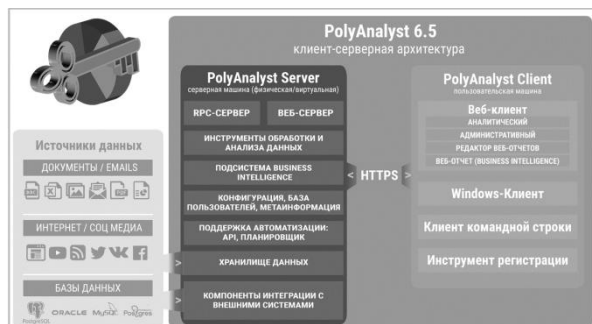 PolyAnalyst 6.5
клиент-серверная архитектура
PolyAnalyst Server
серверная машина (физическая/виртуальная)
RPC-СЕРВЕР
ВЕБ-СЕРВЕР
ИНСТРУМЕНТЫ ОБРАБОТКИ И
АНАЛИЗА ДАННЫХ
ПОДСИСТЕМА BUSINESS
INTELLIGENCE
КОНФИГУРАЦИЯ, БАЗА
ПОЛЬЗОВАТЕЛЕЙ, МЕТАИНФОРМАЦИЯ
ПОДДЕРЖКА АВТОМАТИЗАЦИИ:
API, ПЛАНИРОВЩИК
ХРАНИЛИЩЕ ДАННЫХ
КОМПОНЕНТЫ ИНТЕГРАЦИИ С
ВНЕШНИМИ СИСТЕМАМИ
< HTTPS >
PolyAnalyst Client
пользовательская машина
Веб-клиент
АНАЛИТИЧЕСКИЙ
АДМИНИСТРАТИВНЫЙ
РЕДАКТОР ВЕБ-ОТЧЕТОВ
ВЕБ-ОТЧЕТ (BUSINESS INTELLIGENCE)
Windows-Клиент
Клиент командной строки
Инструмент регистрации
Источники данных
ДОКУМЕНТЫ / EMAILS
ИНТЕРНЕТ / СОЦ МЕДИА
БАЗЫ ДАННЫХ
PostgreSQL
ORACLE
MySQL
Postgres